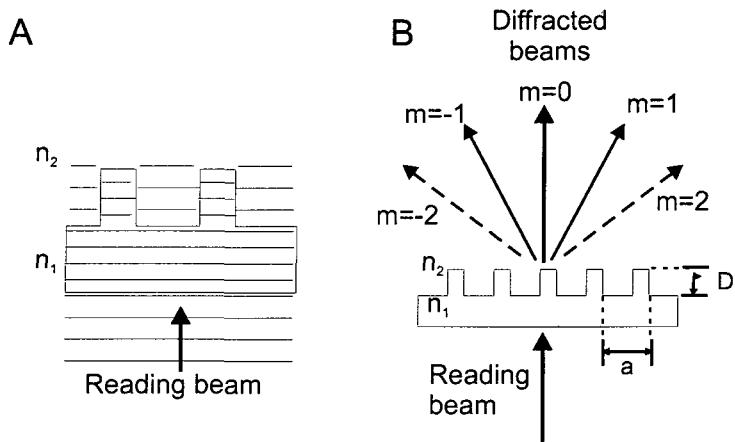 A
n₂
n₁
Reading beam
B
Diffracted
beams
m=-2
m=-1
m=0
m=1
m=2
n₂
n₁
D
a
Reading
beam